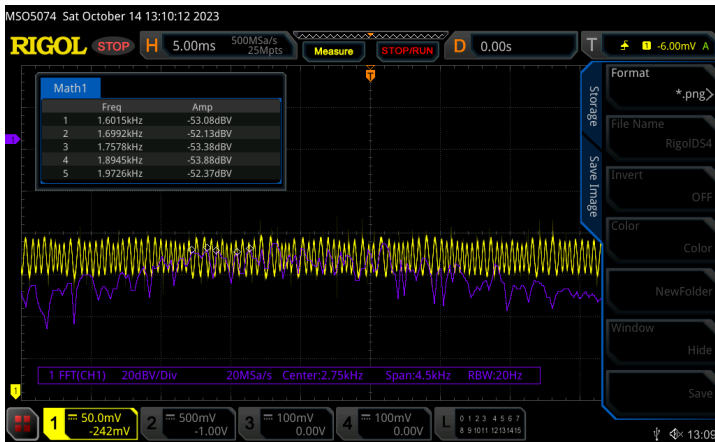 MSO5074 Sat October 14 13:10:12 2023
RIGOL STOP H 5.00ms 500MSa/s 25Mpts Measure STOP/RUN D 0.00s T 1 -6.00mV A
T
Math1
Freq Amp
1 1.6015kHz -53.08dBV
2 1.6992kHz -52.13dBV
3 1.7578kHz -53.38dBV
4 1.8945kHz -53.88dBV
5 1.9726kHz -52.37dBV
Storage
Save Image
Format
*.png
File Name
RigolDS4
Invert
OFF
Color
Color
NewFolder
Window
Hide
Save
1 FFT(CH1) 20dBV/Div 20MSa/s Center:2.75kHz Span:4.5kHz RBW:20Hz
1
1 50.0mV -242mV
2 500mV -1.00V
3 100mV 0.00V
4 100mV 0.00V
L 0 1 2 3 4 5 6 7
8 9 10 11 12 13 14 15
13:09